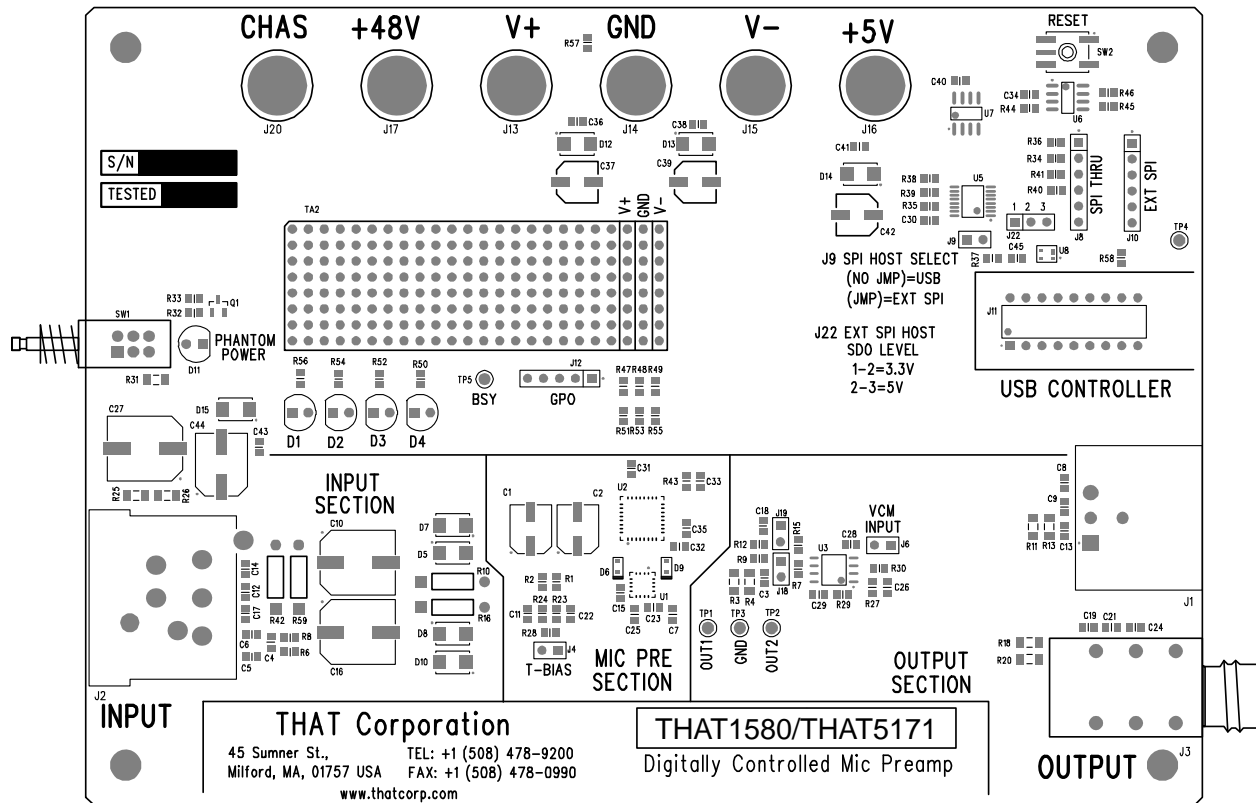 CHAS +48V V+ GND V- +5V RESET
R57 SW2
J20 J17 J13 J14 J15 J16
C40 U7 C34 R44 U6 R46 R45
C36 D12 C37 C38 D13 C39
C41 D14 C42
S/N
TESTED
R38 R39 R35 C30 U5
R36 R34 R41 R40
SPI THRU
EXT SPI
J8 J10 TP4
1 2 3
J22 J9 R37 C45 U8 R58
TA2 V+ GND V-
J9 SPI HOST SELECT
(NO JMP)=USB
(JMP)=EXT SPI
J22 EXT SPI HOST
SDO LEVEL
1-2=3.3V
2-3=5V
J11
USB CONTROLLER
R33 R32 Q1
SW1
PHANTOM
POWER
D11
R31
R56 R54 R52 R50
D1 D2 D3 D4
TP5
BSY
J12
GPO
R47 R48 R49
R51 R53 R55
C27 D15 C44 C43
R25 R26
INPUT
SECTION
C10 D7 D5 R10 R16 D8 D10 C16
C14 C12 C17 R42 R59
C6 C5 C4 R8 R6
J2
INPUT
C1 C2 C31 U2 R43 C33 C35 C32
D6 D9 U1 C15 C25 C23 C7
R2 R1 R24 R23 C11 C22 R28 J4
T-BIAS
MIC PRE
SECTION
C18 J19 R15 R12 R9 J18 R7 C3 R3 R4
U3 C28 C29 R29
VCM
INPUT
J6
R30 R27 C26
TP1 TP3 TP2
OUT1 GND OUT2
OUTPUT
SECTION
C8 C9 C13 R11 R13 J1
C19 C21 C24 R18 R20
J3
OUTPUT
THAT Corporation
45 Sumner St., TEL: +1 (508) 478-9200
Milford, MA, 01757 USA FAX: +1 (508) 478-0990
www.thatcorp.com
THAT1580/THAT5171
Digitally Controlled Mic Preamp